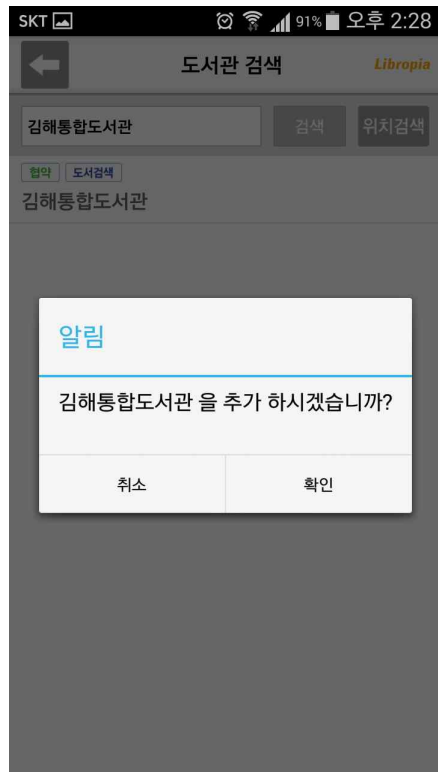 SKT 91% 오후 2:28
도서관 검색 Libropia
김해통합도서관 검색 위치검색
협약 도서검색
김해통합도서관
알림
김해통합도서관 을 추가 하시겠습니까?
취소 확인